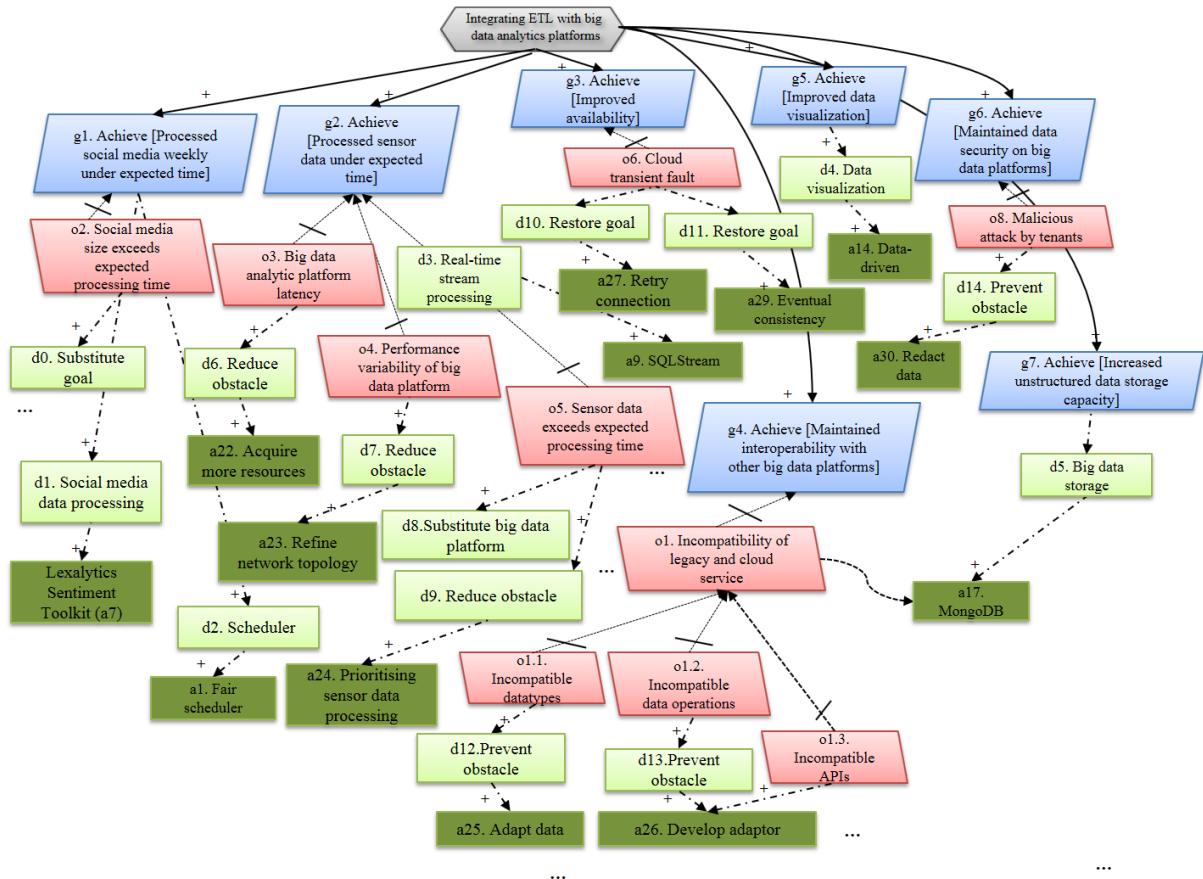 Integrating ETL with big
data analytics platforms
+
+
+
+
+
g1. Achieve [Processed
social media weekly
under expected time]
g2. Achieve
[Processed sensor
data under expected
time]
g3. Achieve
[Improved
availability]
g5. Achieve
[Improved data
visualization]
+
g6. Achieve
[Maintained data
security on big
data platforms]
o6. Cloud
transient fault
+
d4. Data
visualization
o2. Social media
size exceeds
expected
processing time
o3. Big data
analytic platform
latency
d3. Real-time
stream
processing
+
d10. Restore goal
+
d11. Restore goal
+
a14. Data-
driven
o8. Malicious
attack by tenants
+
a27. Retry
connection
+
a29. Eventual
consistency
+
d14. Prevent
obstacle
+
d0. Substitute
goal
+
d6. Reduce
obstacle
o4. Performance
variability of big
data platform
+
a9. SQLStream
+
a30. Redact
data
+
g7. Achieve [Increased
unstructured data storage
capacity]
...
+
a22. Acquire
more resources
+
d7. Reduce
obstacle
o5. Sensor data
exceeds expected
processing time
...
+
g4. Achieve [Maintained
interoperability with
other big data platforms]
+
d5. Big data
storage
+
d1. Social media
data processing
+
a23. Refine
network topology
+
d8.Substitute big data
platform
+
...
o1. Incompatibility of
legacy and cloud
service
+
a17.
MongoDB
+
Lexalytics
Sentiment
Toolkit (a7)
+
d2. Scheduler
d9. Reduce obstacle
+
a1. Fair
scheduler
+
a24. Prioritising
sensor data
processing
o1.1.
Incompatible
datatypes
o1.2.
Incompatible
data operations
o1.3.
Incompatible
APIs
+
d12.Prevent
obstacle
+
d13.Prevent
obstacle
+
a25. Adapt data
+
+
a26. Develop adaptor
...
...
...